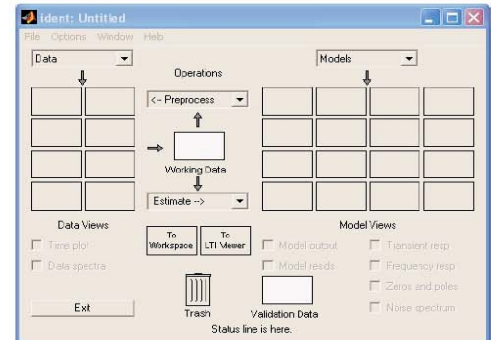 ident: Untitled
File Options Window Help
Data
Models
Operations
<-- Preprocess
Working Data
Estimate -->
Data Views
Model Views
To
Workspace
To
LTI Viewer
Time plot
Data spectra
Model output
Model resids
Transient resp
Frequency resp
Zeros and poles
Noise spectrum
Exit
Trash
Validation Data
Status line is here.